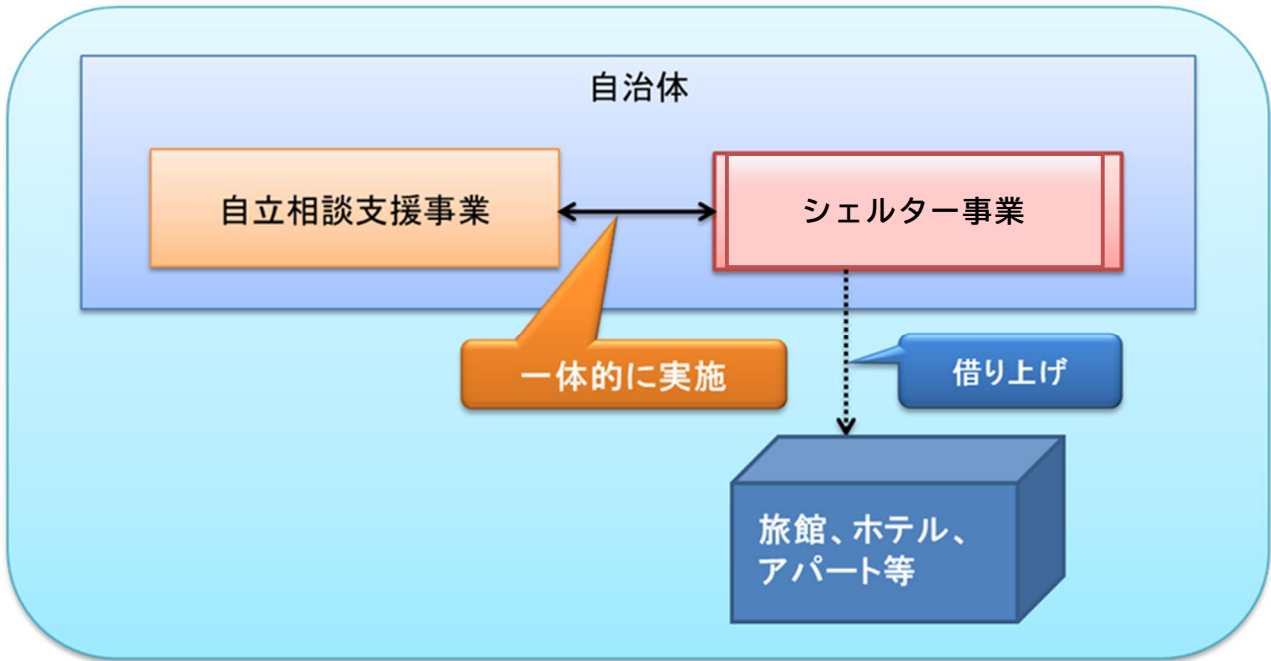 自治体
自立相談支援事業
シェルター事業
一体的に実施
借り上げ
旅館、ホテル、
アパート等